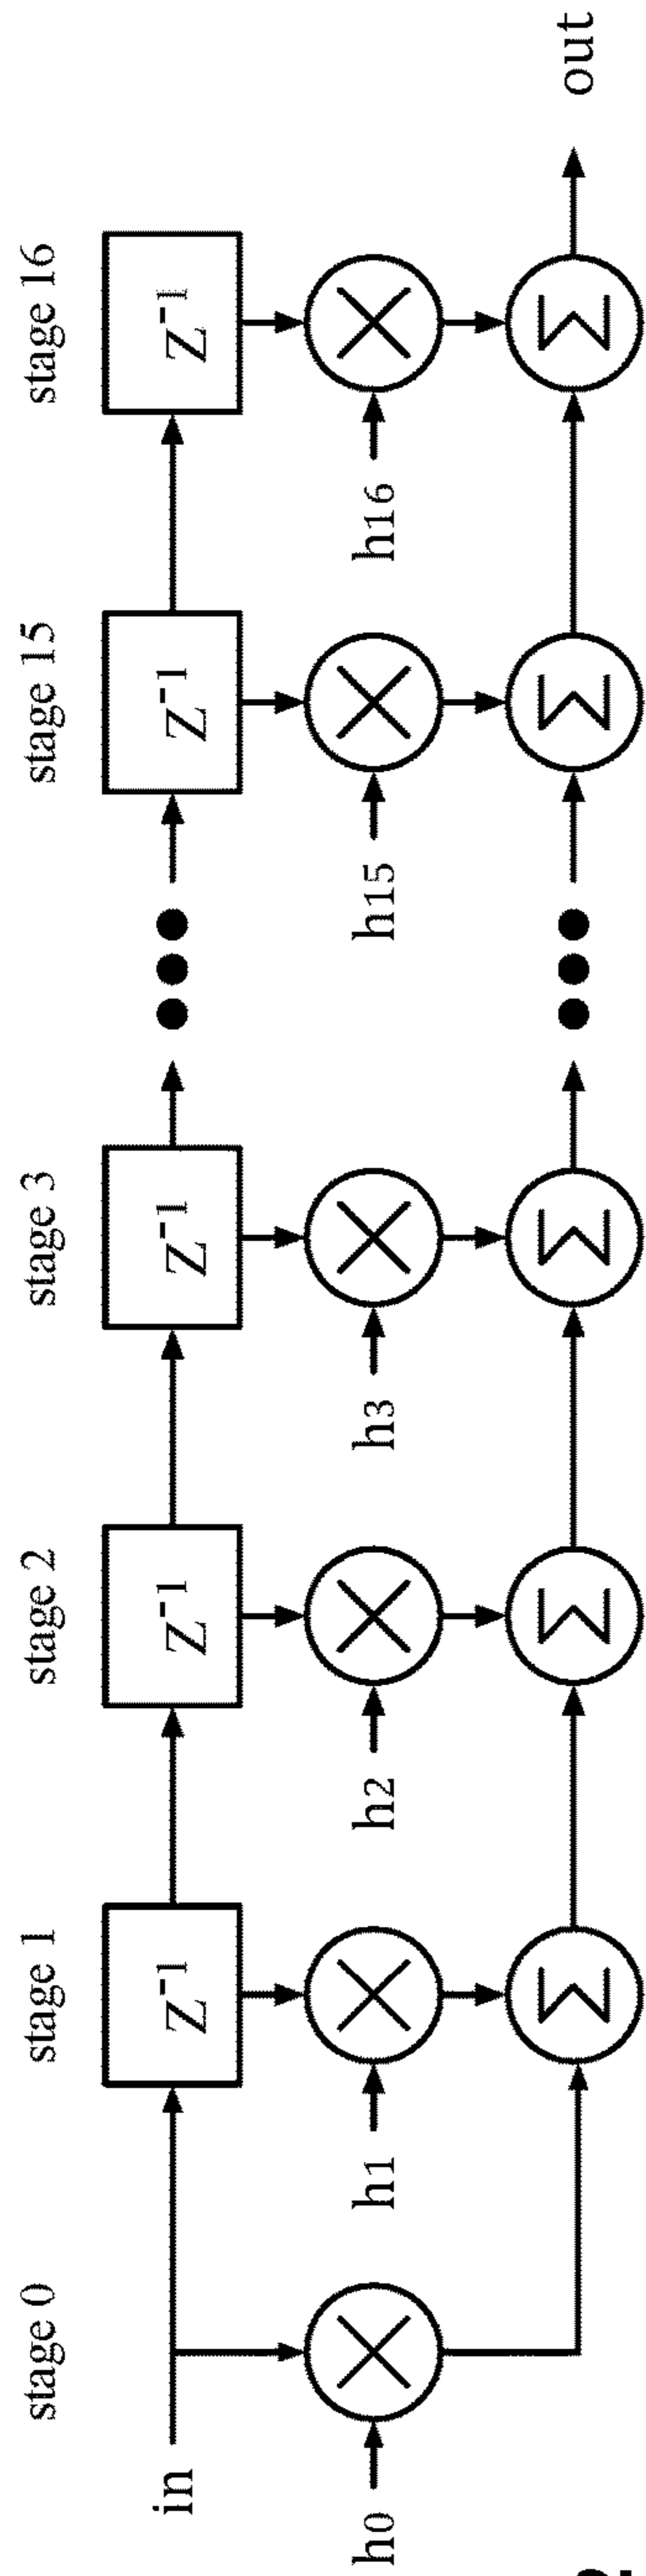 stage 0
stage 1
stage 2
stage 3
stage 15
stage 16
in
Z-1
Z-1
Z-1
Z-1
Z-1
h0
h1
h2
h3
h15
h16
Σ
Σ
Σ
Σ
Σ
out